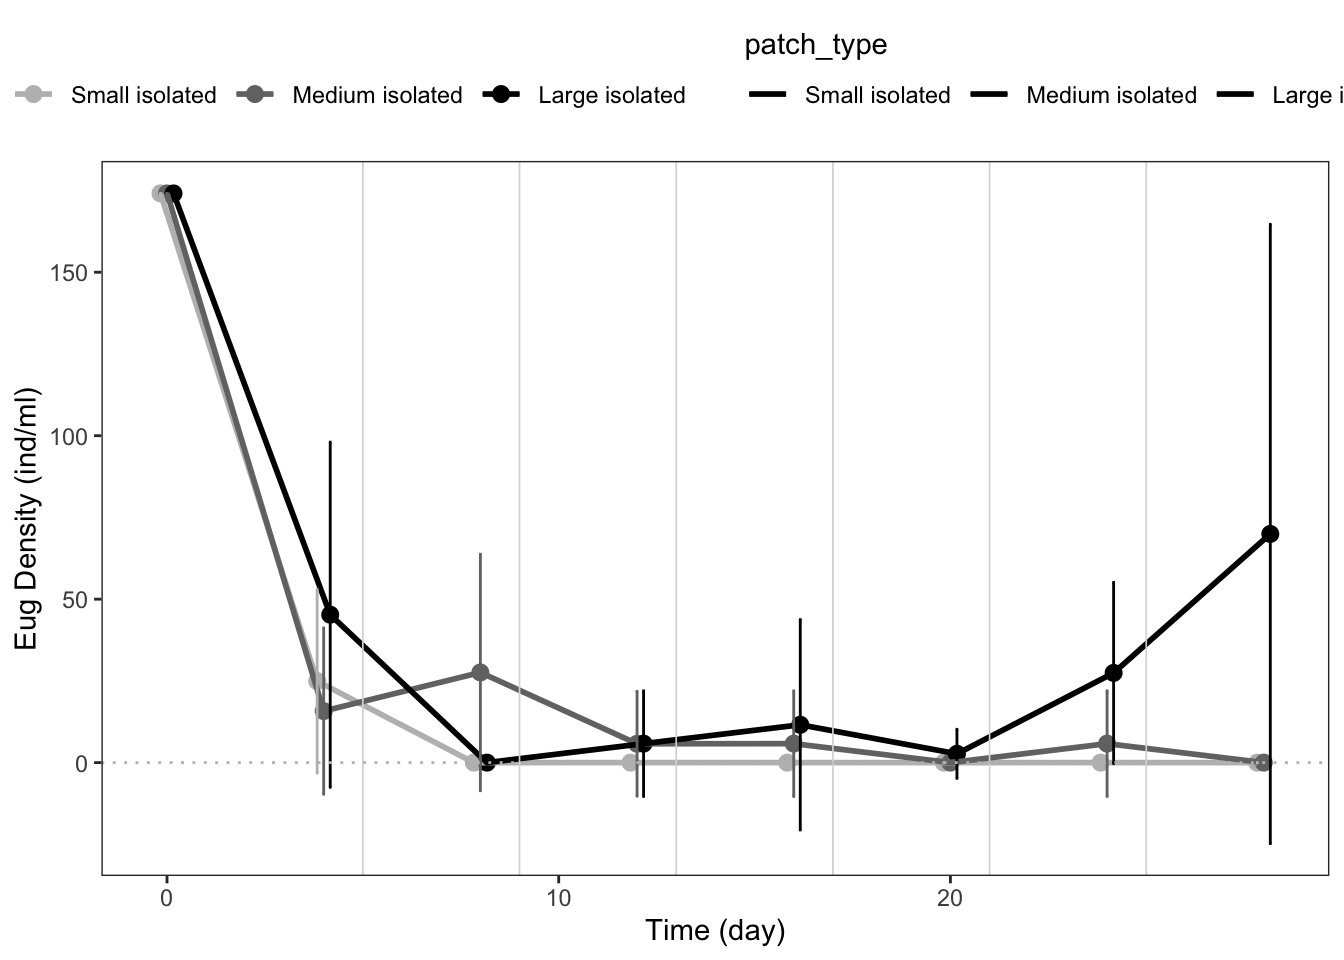 patch_type
Small isolated Medium isolated Large isolated Small isolated Medium isolated Large i
150
100
50
0
Eug Density (ind/ml)
0 10 20
Time (day)